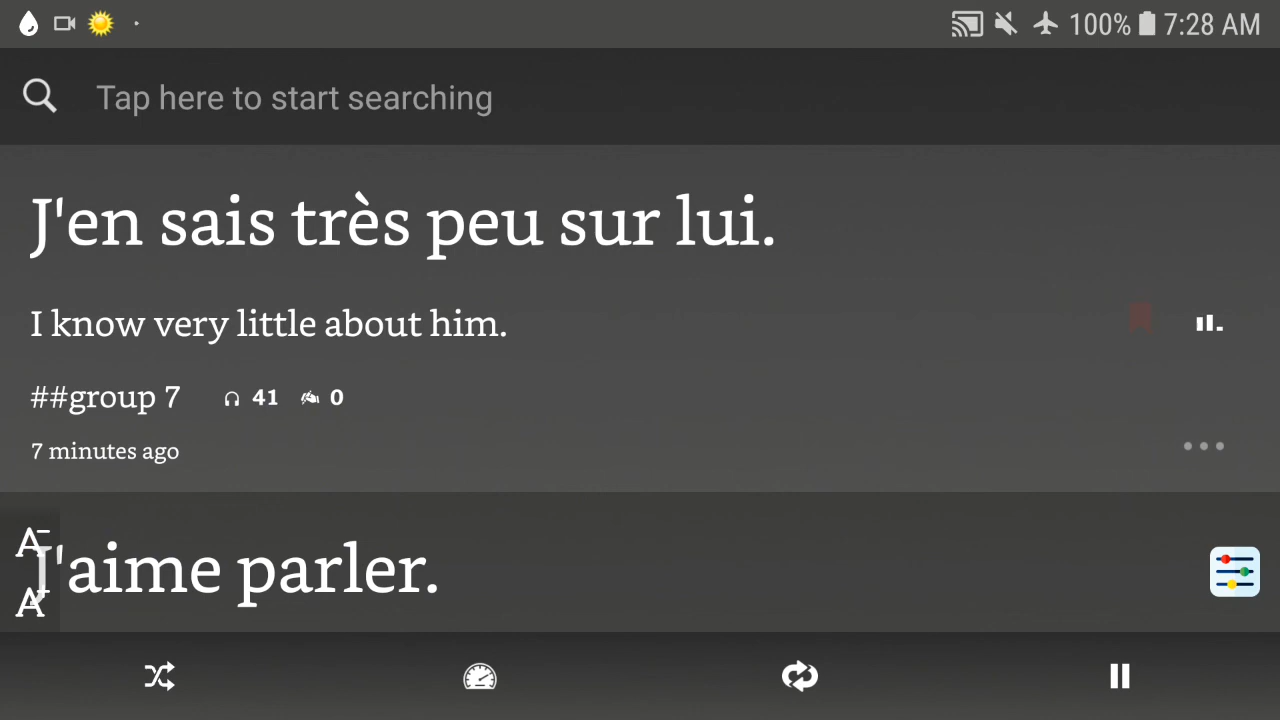 100% 7:28 AM
Tap here to start searching
J'en sais très peu sur lui.
I know very little about him.
##group 7 41 0
7 minutes ago
A-
J'aime parler.
A+